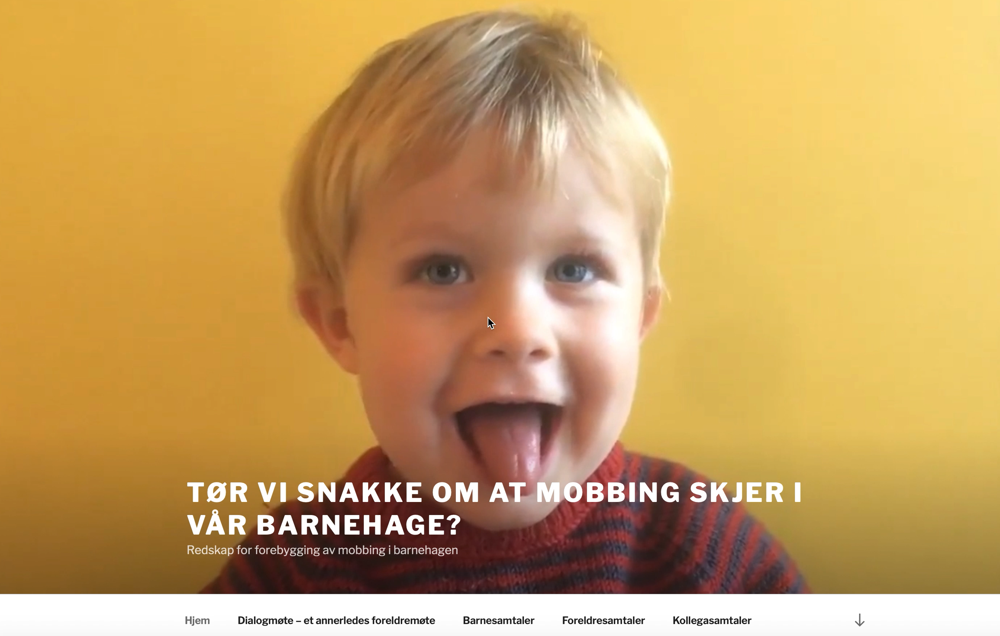 TØR VI SNAKKE OM AT MOBBING SKJER I
VÅR BARNEHAGE?
Redskap for forebygging av mobbing i barnehagen
Hjem Dialogmøte – et annerledes foreldremøte Barnesamtaler Foreldresamtaler Kollegasamtaler